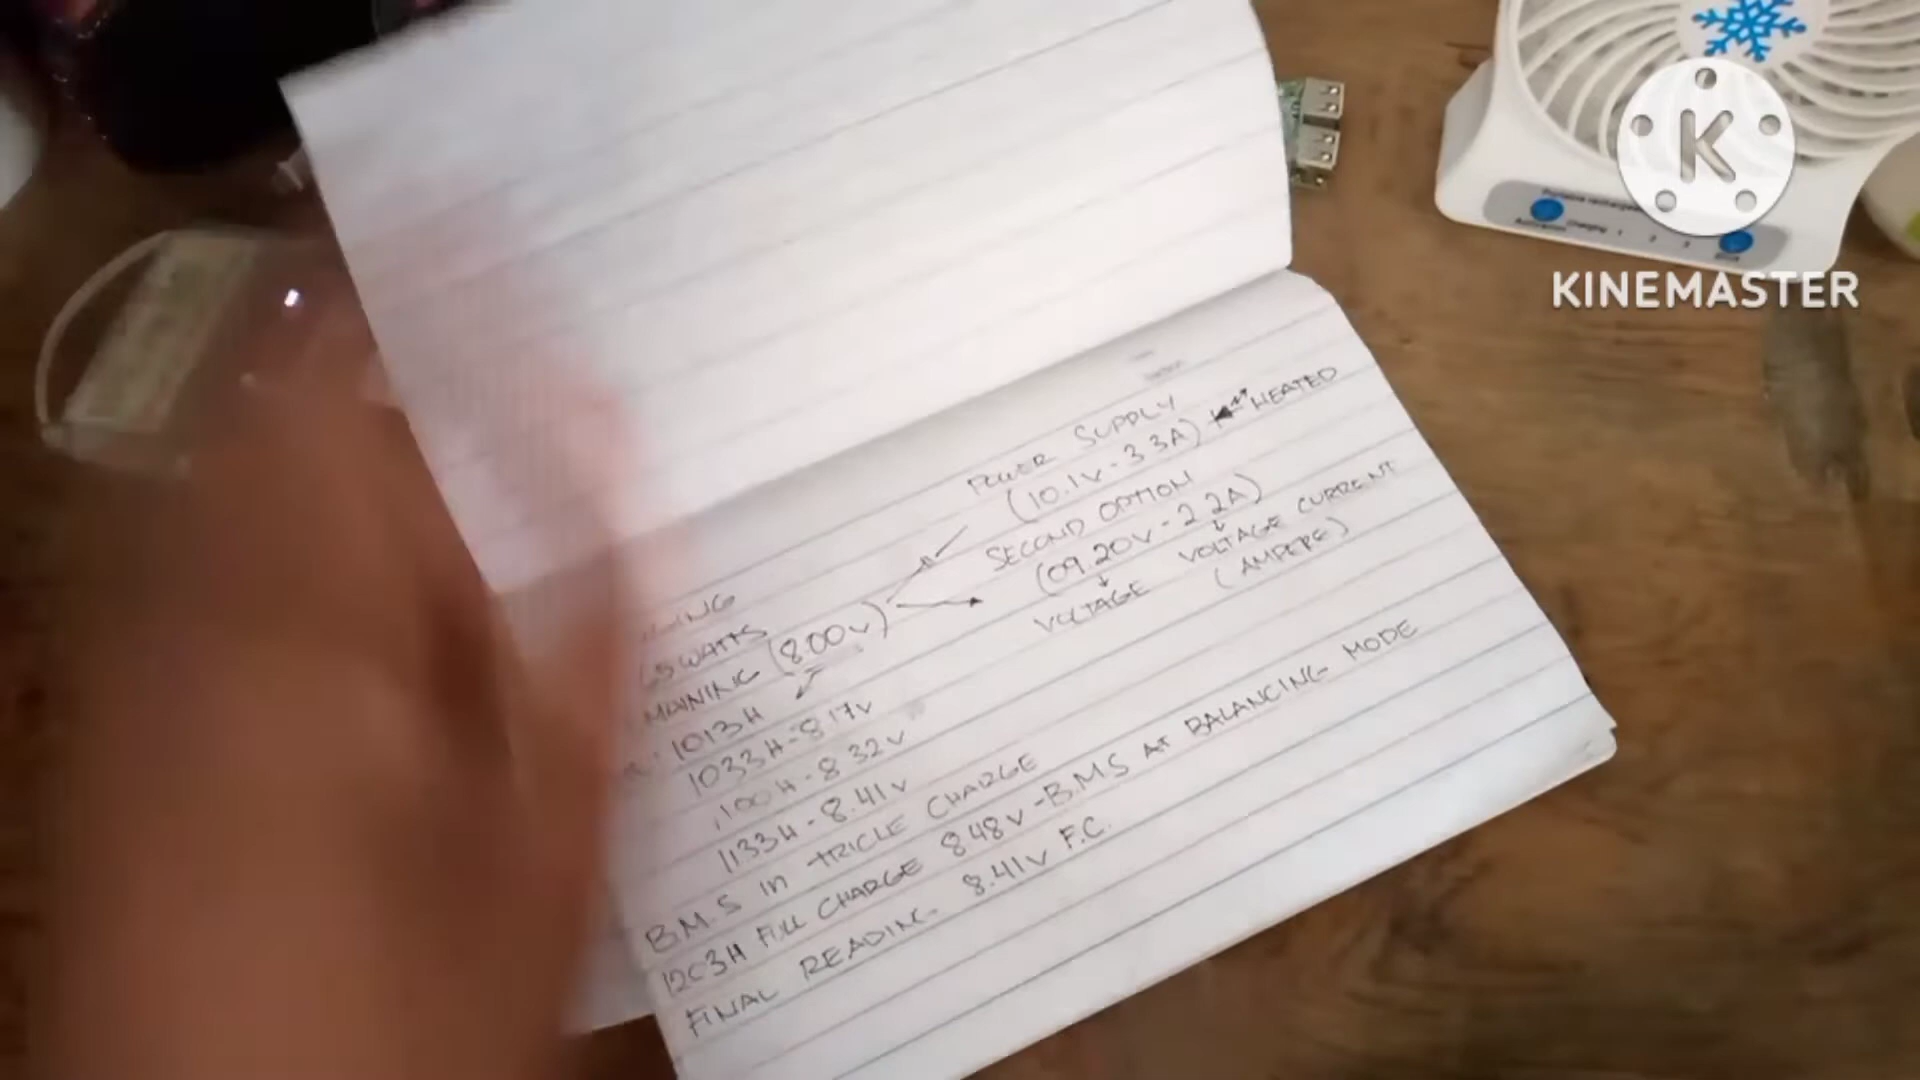 POWER SUPPLY
(10.1V - 3.3A) HEATED
SECOND OPTION
(09.20V - 2.2A)
VOLTAGE CURRENT
VOLTAGE (AMPERE)
WATTS
(8.00V)
1013H
1033H - 8.17V
8.32V
1133H - 8.41V
B.M.S IN TRICLE CHARGE
12C3H FULL CHARGE 8.48V - B.M.S AT BALANCING MODE
FINAL READING 8.41V F.C.
K
KINEMASTER